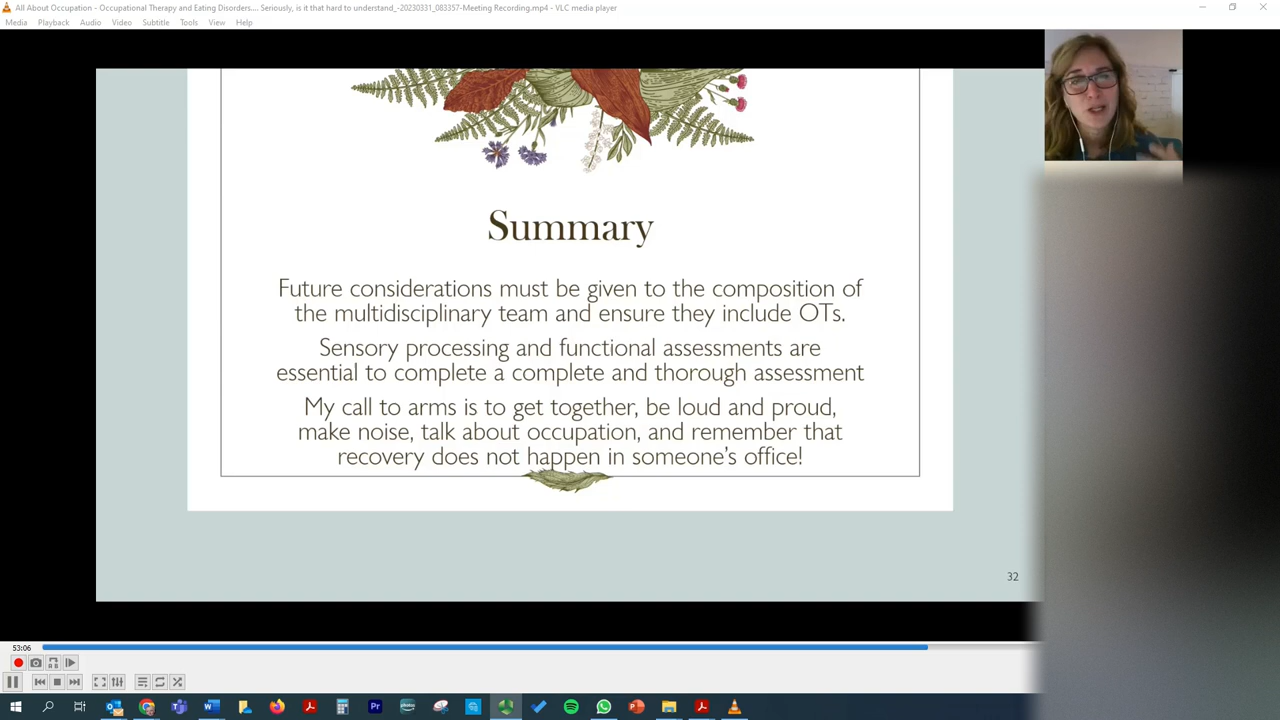 All About Occupation - Occupational Therapy and Eating Disorders.... Seriously, is it that hard to understand_-20230331_083357-Meeting Recording.mp4 - VLC media player
Media Playback Audio Video Subtitle Tools View Help
Summary
Future considerations must be given to the composition of
the multidisciplinary team and ensure they include OTs.
Sensory processing and functional assessments are
essential to complete a complete and thorough assessment
My call to arms is to get together, be loud and proud,
make noise, talk about occupation, and remember that
recovery does not happen in someone's office!
32
53:06